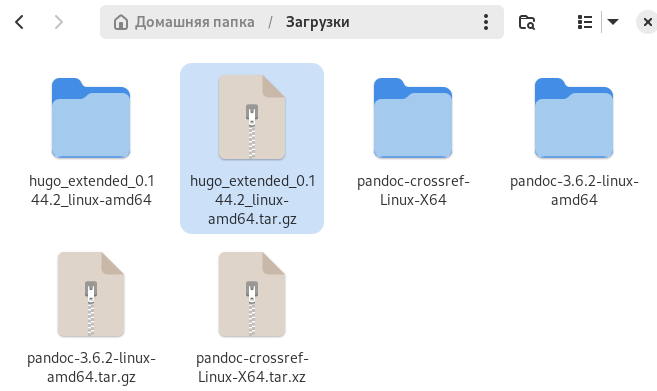 Домашняя папка / Загрузки
hugo_extended_0.1
44.2_linux-amd64
hugo_extended_0.1
44.2_linux-
amd64.tar.gz
pandoc-crossref-
Linux-X64
pandoc-3.6.2-linux-
amd64
pandoc-3.6.2-linux-
amd64.tar.gz
pandoc-crossref-
Linux-X64.tar.xz